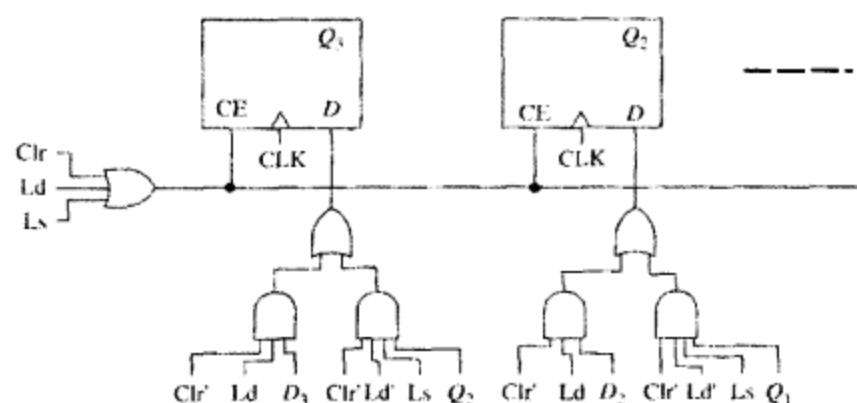 Q3 Q2
CE D CE D
Clr CLK CLK
Ld
Ls
Clr' Ld D3 Clr' Ld' Ls Q2 Clr' Ld D2 Clr' Ld' Ls Q1